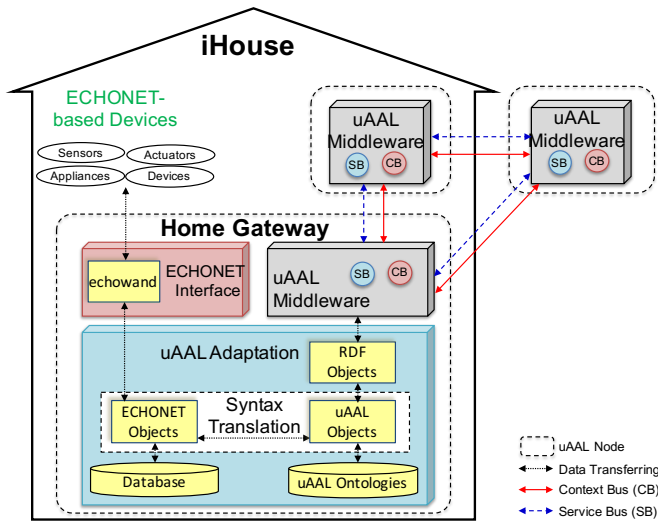 iHouse
ECHONET-
based Devices
Sensors
Actuators
Appliances
Devices
uAAL
Middleware
SB
CB
uAAL
Middleware
SB
CB
Home Gateway
echowand
ECHONET
Interface
uAAL
Middleware
SB
CB
uAAL Adaptation
RDF
Objects
ECHONET
Objects
Syntax
Translation
uAAL
Objects
Database
uAAL Ontologies
uAAL Node
Data Transferring
Context Bus (CB)
Service Bus (SB)